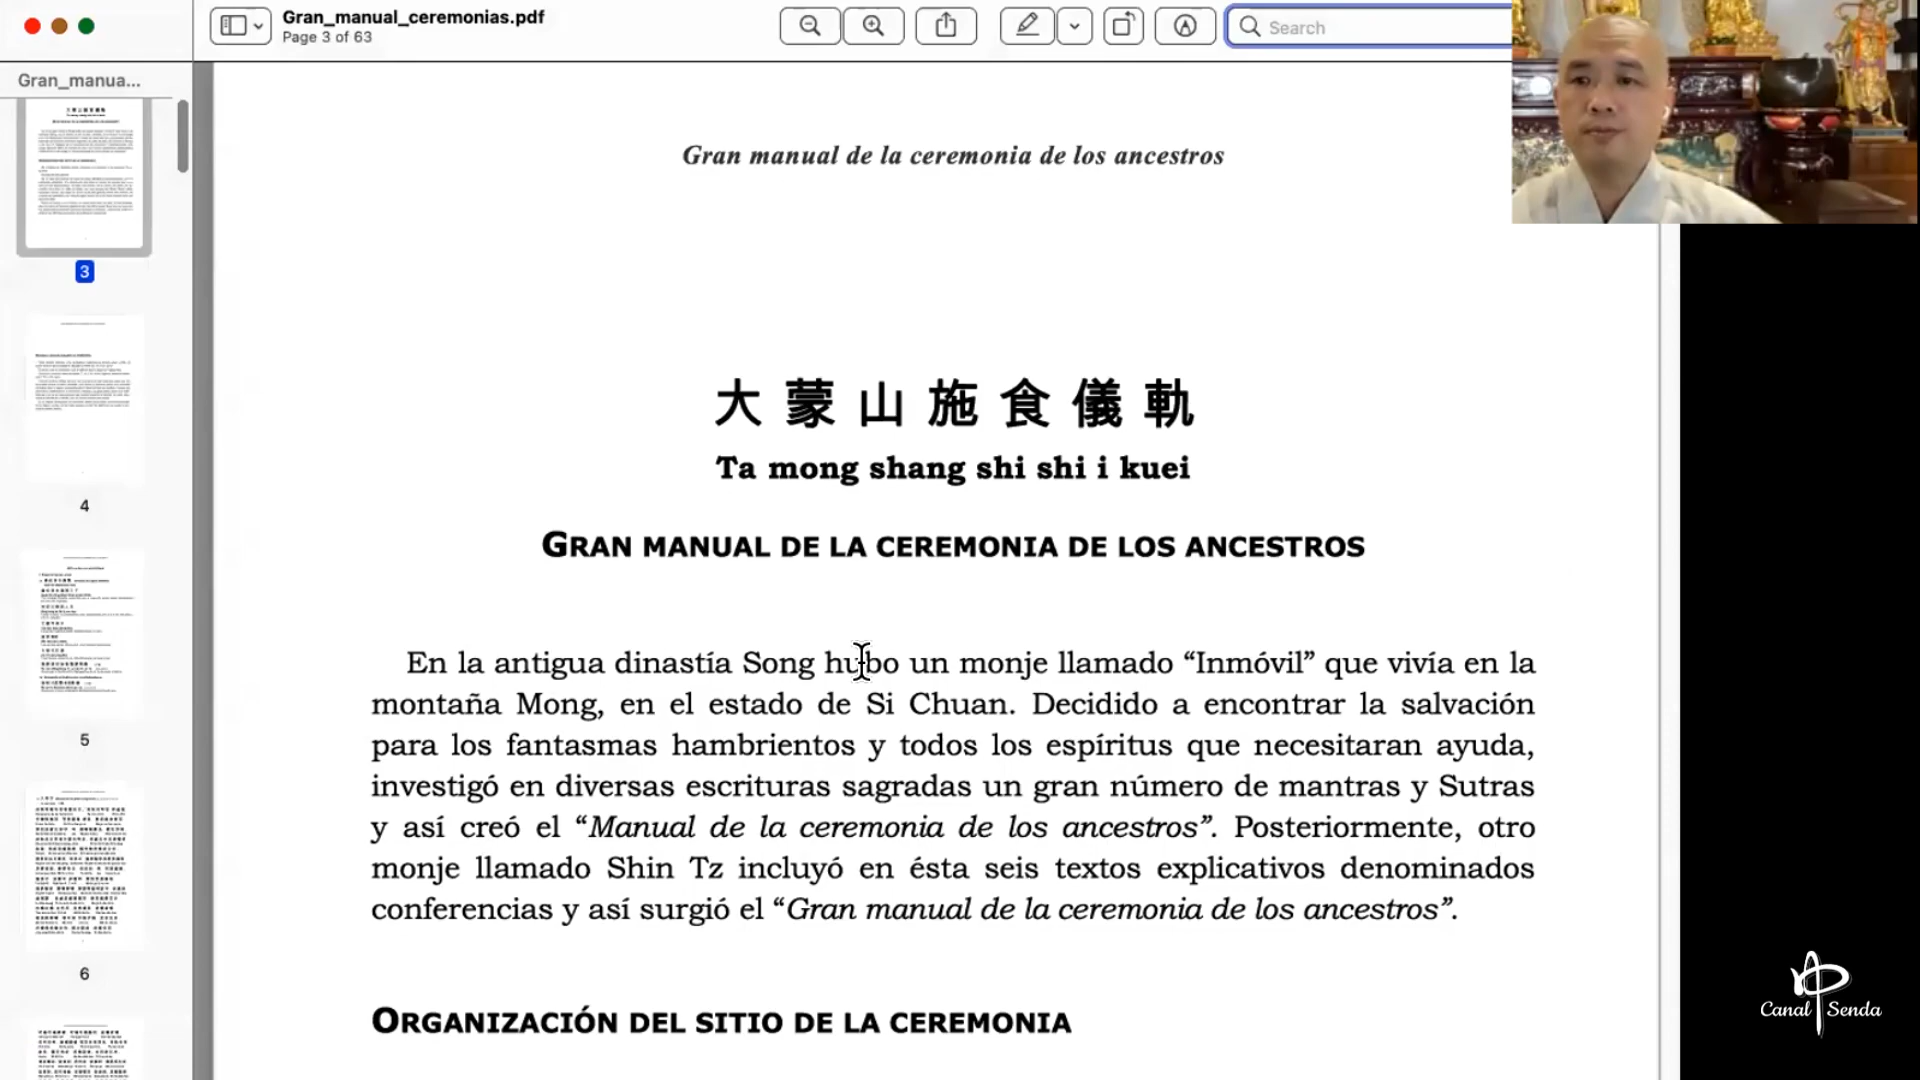 Gran_manual_ceremonias.pdf
Page 3 of 63
Search
Gran_manua...
3
4
5
6
Gran manual de la ceremonia de los ancestros
大蒙山施食儀軌
Ta mong shang shi shi i kuei
GRAN MANUAL DE LA CEREMONIA DE LOS ANCESTROS
En la antigua dinastía Song hubo un monje llamado “Inmóvil” que vivía en la
montaña Mong, en el estado de Si Chuan. Decidido a encontrar la salvación
para los fantasmas hambrientos y todos los espíritus que necesitaran ayuda,
investigó en diversas escrituras sagradas un gran número de mantras y Sutras
y así creó el “Manual de la ceremonia de los ancestros”. Posteriormente, otro
monje llamado Shin Tz incluyó en ésta seis textos explicativos denominados
conferencias y así surgió el “Gran manual de la ceremonia de los ancestros”.
ORGANIZACIÓN DEL SITIO DE LA CEREMONIA
Canal Senda